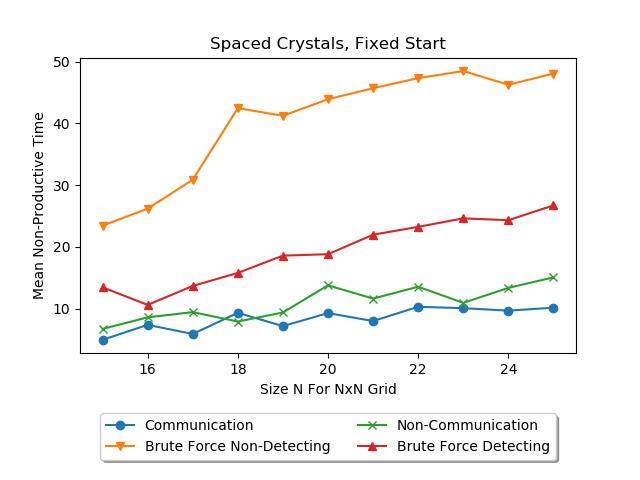 Spaced Crystals, Fixed Start
Mean Non-Productive Time
50
40
30
20
10
16 18 20 22 24
Size N For NxN Grid
Communication
Non-Communication
Brute Force Non-Detecting
Brute Force Detecting